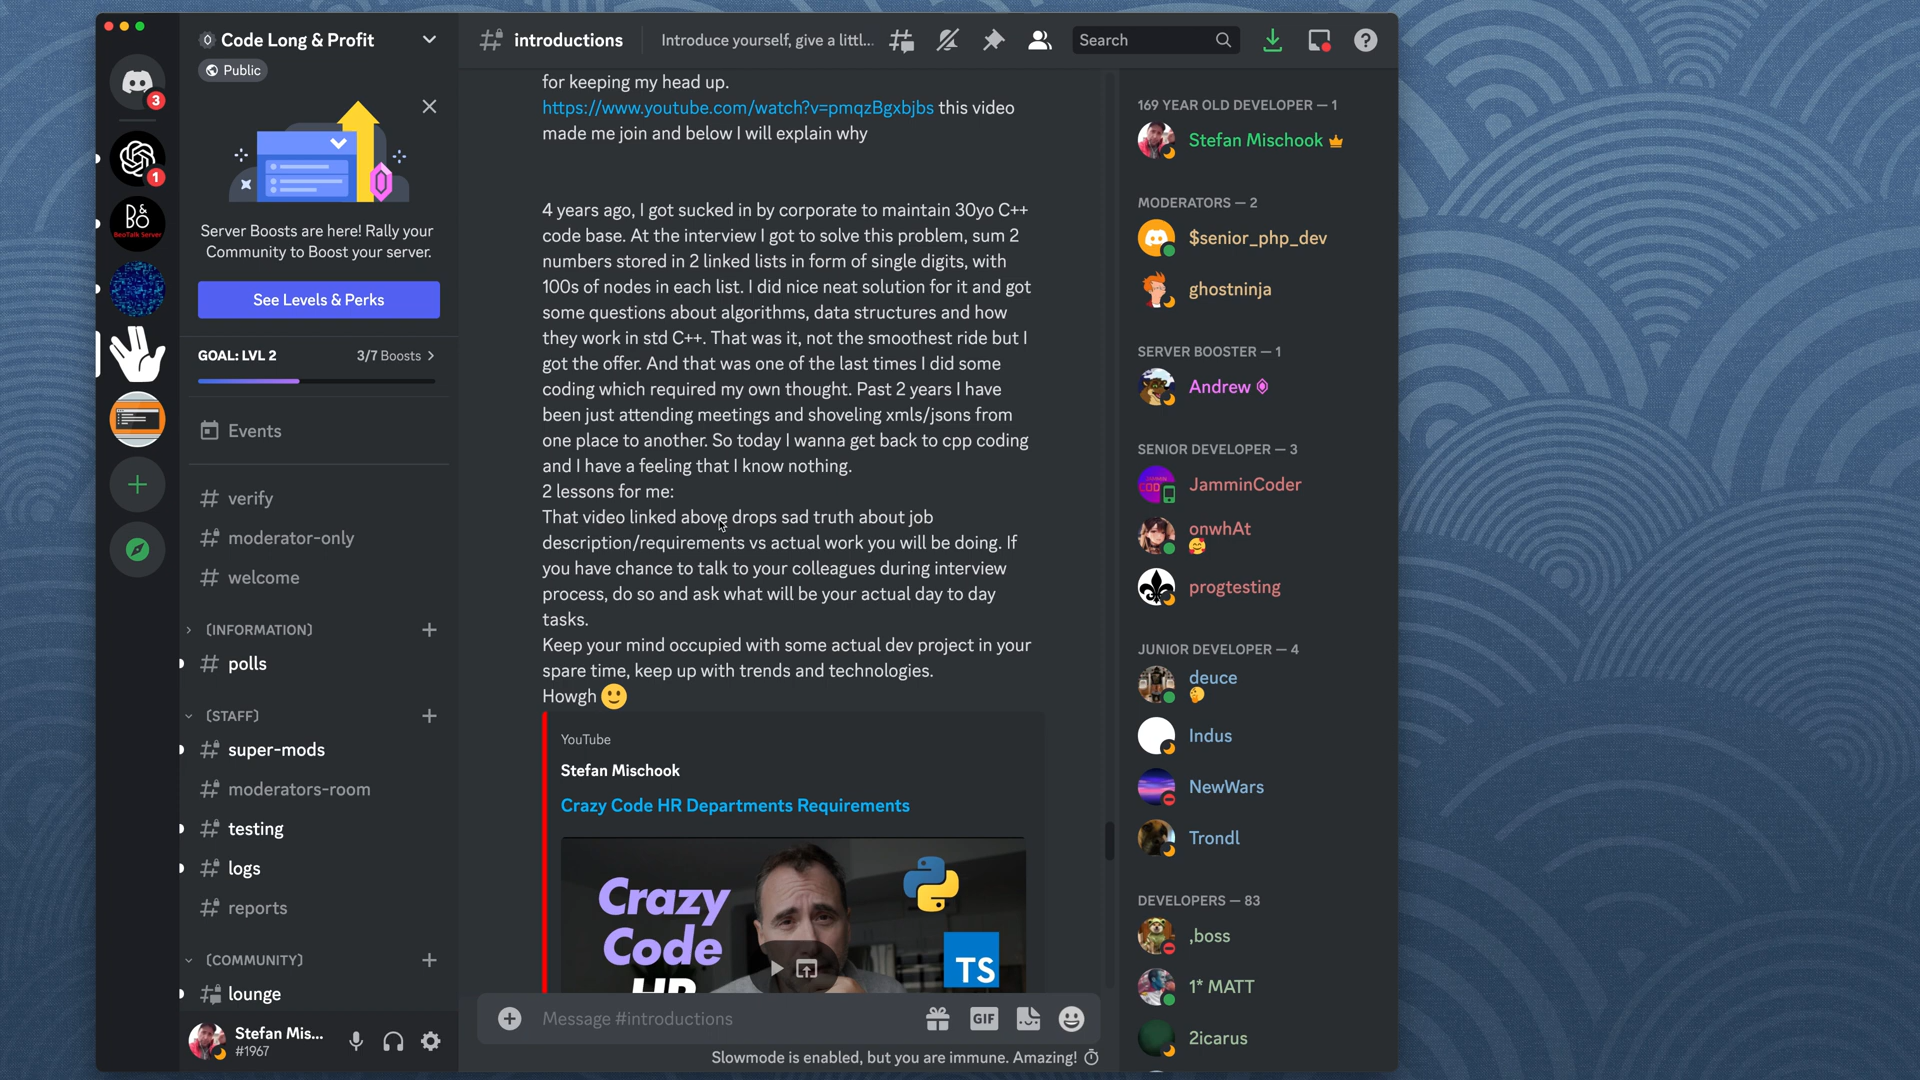 Code Long & Profit
Public
Server Boosts are here! Rally your
Community to Boost your server.
See Levels & Perks
GOAL: LVL 2
3/7 Boosts
Events
verify
moderator-only
welcome
(INFORMATION)
polls
(STAFF)
super-mods
moderators-room
testing
logs
reports
(COMMUNITY)
lounge
Stefan Mis...
#1967
3
1
B&O
BeoTalk Server
introductions
Introduce yourself, give a littl...
Search
for keeping my head up.
https://www.youtube.com/watch?v=pmqzBgxbjbs this video
made me join and below I will explain why
4 years ago, I got sucked in by corporate to maintain 30yo C++
code base. At the interview I got to solve this problem, sum 2
numbers stored in 2 linked lists in form of single digits, with
100s of nodes in each list. I did nice neat solution for it and got
some questions about algorithms, data structures and how
they work in std C++. That was it, not the smoothest ride but I
got the offer. And that was one of the last times I did some
coding which required my own thought. Past 2 years I have
been just attending meetings and shoveling xmls/jsons from
one place to another. So today I wanna get back to cpp coding
and I have a feeling that I know nothing.
2 lessons for me:
That video linked above drops sad truth about job
description/requirements vs actual work you will be doing. If
you have chance to talk to your colleagues during interview
process, do so and ask what will be your actual day to day
tasks.
Keep your mind occupied with some actual dev project in your
spare time, keep up with trends and technologies.
Howgh 🙂
YouTube
Stefan Mischook
Crazy Code HR Departments Requirements
Crazy
Code
HR
TS
Message #introductions
GIF
Slowmode is enabled, but you are immune. Amazing!
169 YEAR OLD DEVELOPER — 1
Stefan Mischook
MODERATORS — 2
$senior_php_dev
ghostninja
SERVER BOOSTER — 1
Andrew
SENIOR DEVELOPER — 3
JamminCoder
onwhAt
progtesting
JUNIOR DEVELOPER — 4
deuce
Indus
NewWars
Trondl
DEVELOPERS — 83
,boss
1* MATT
2icarus